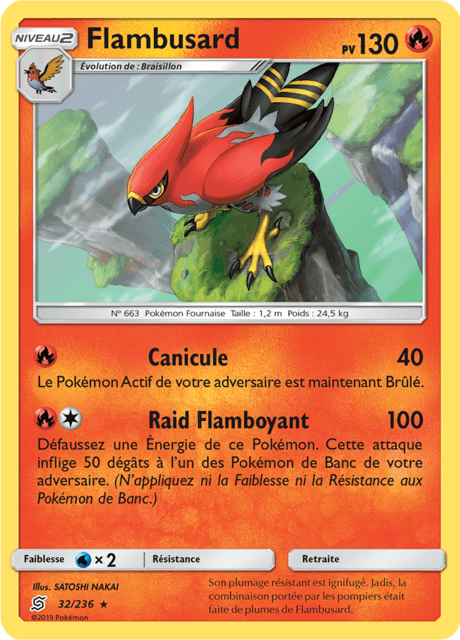 NIVEAU 2
Flambusard
PV 130
Évolution de : Braisillon
N° 663 Pokémon Fournaise Taille : 1,2 m Poids : 24,5 kg
Canicule 40
Le Pokémon Actif de votre adversaire est maintenant Brûlé.
Raid Flamboyant 100
Défaussez une Énergie de ce Pokémon. Cette attaque
inflige 50 dégâts à l'un des Pokémon de Banc de votre
adversaire. (N'appliquez ni la Faiblesse ni la Résistance aux
Pokémon de Banc.)
Faiblesse × 2 Résistance Retraite
Illus. SATOSHI NAKAI
32/236 ★
©2019 Pokémon
Son plumage résistant est ignifugé. Jadis, la
combinaison portée par les pompiers était
faite de plumes de Flambusard.